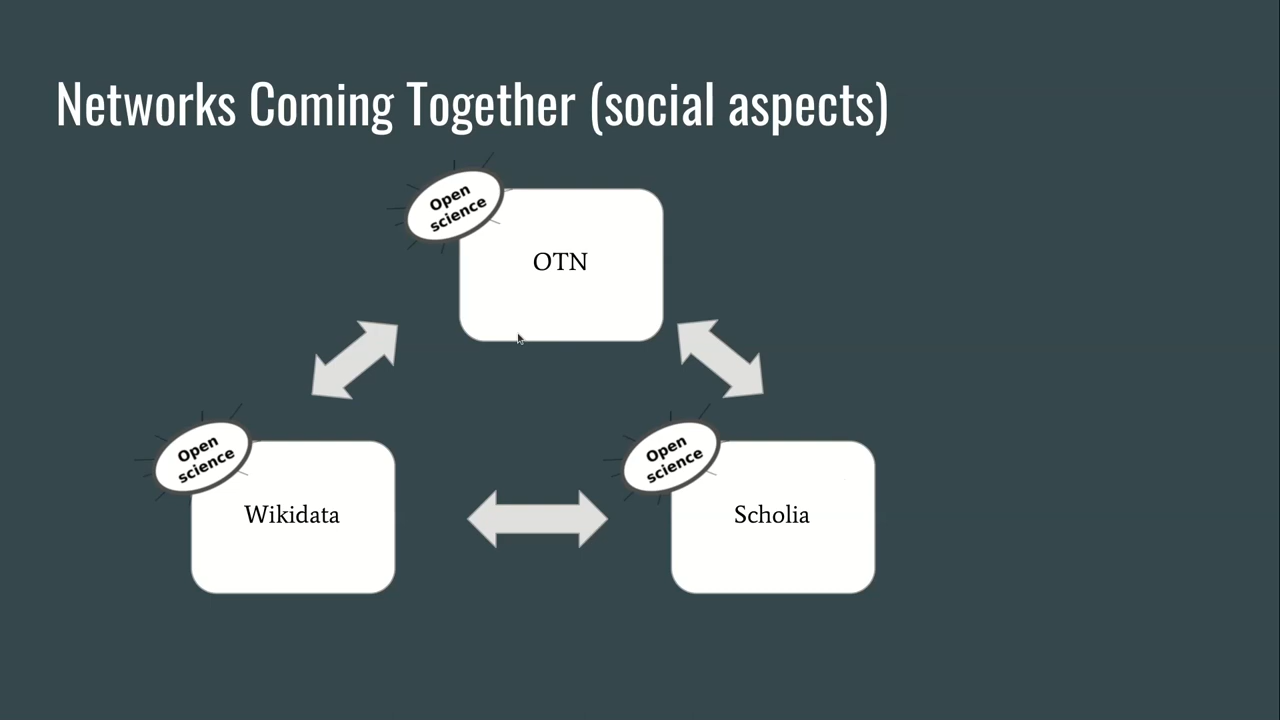 Networks Coming Together (social aspects)
Open
science
OTN
Open
science
Wikidata
Open
science
Scholia